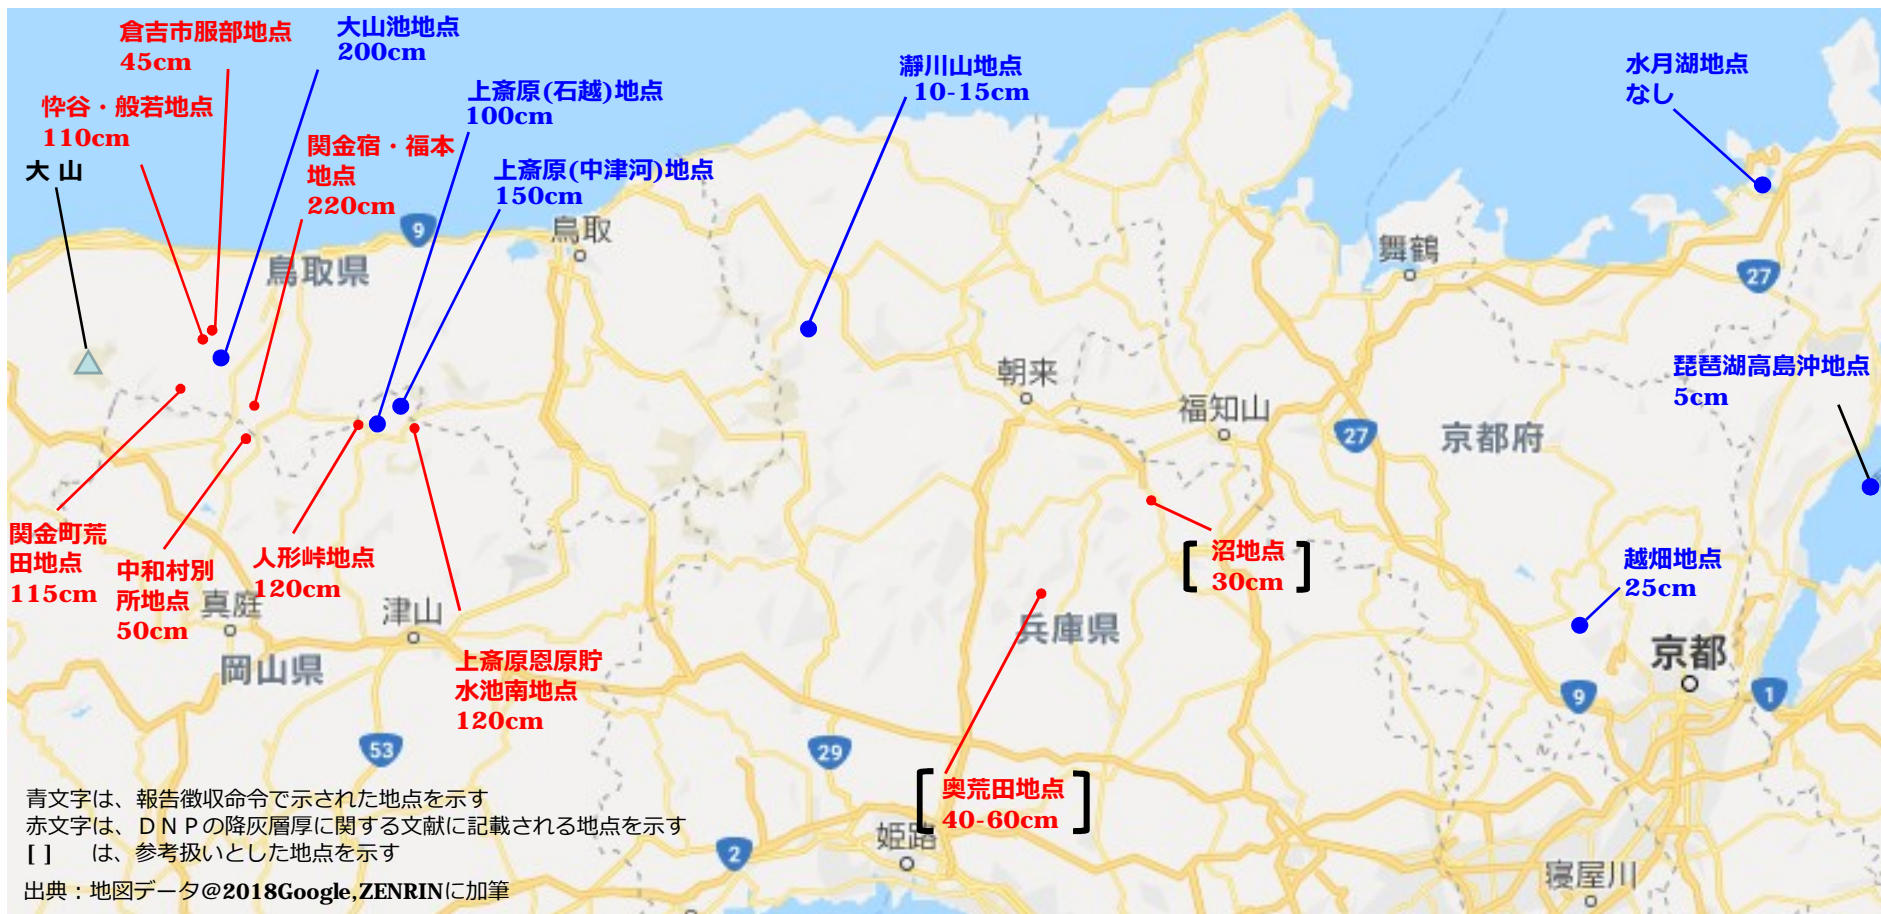 倉吉市服部地点
45cm
大山池地点
200cm
忰谷・般若地点
110cm
大 山
関金宿・福本
地点
220cm
上斎原(石越)地点
100cm
上斎原(中津河)地点
150cm
瀞川山地点
10-15cm
水月湖地点
なし
9
鳥取
鳥取県
舞鶴
27
朝来
福知山
27
京都府
琵琶湖高島沖地点
5cm
関金町荒
田地点
115cm
中和村別
所地点
50cm
人形峠地点
120cm
真庭
津山
岡山県
上斎原恩原貯
水池南地点
120cm
[沼地点
30cm]
兵庫県
越畑地点
25cm
京都
9
1
53
29
[奥荒田地点
40-60cm]
姫路
2
寝屋川
青文字は、報告徴収命令で示された地点を示す
赤文字は、ＤＮＰの降灰層厚に関する文献に記載される地点を示す
[ ] は、参考扱いとした地点を示す
出典：地図データ@2018Google,ZENRINに加筆